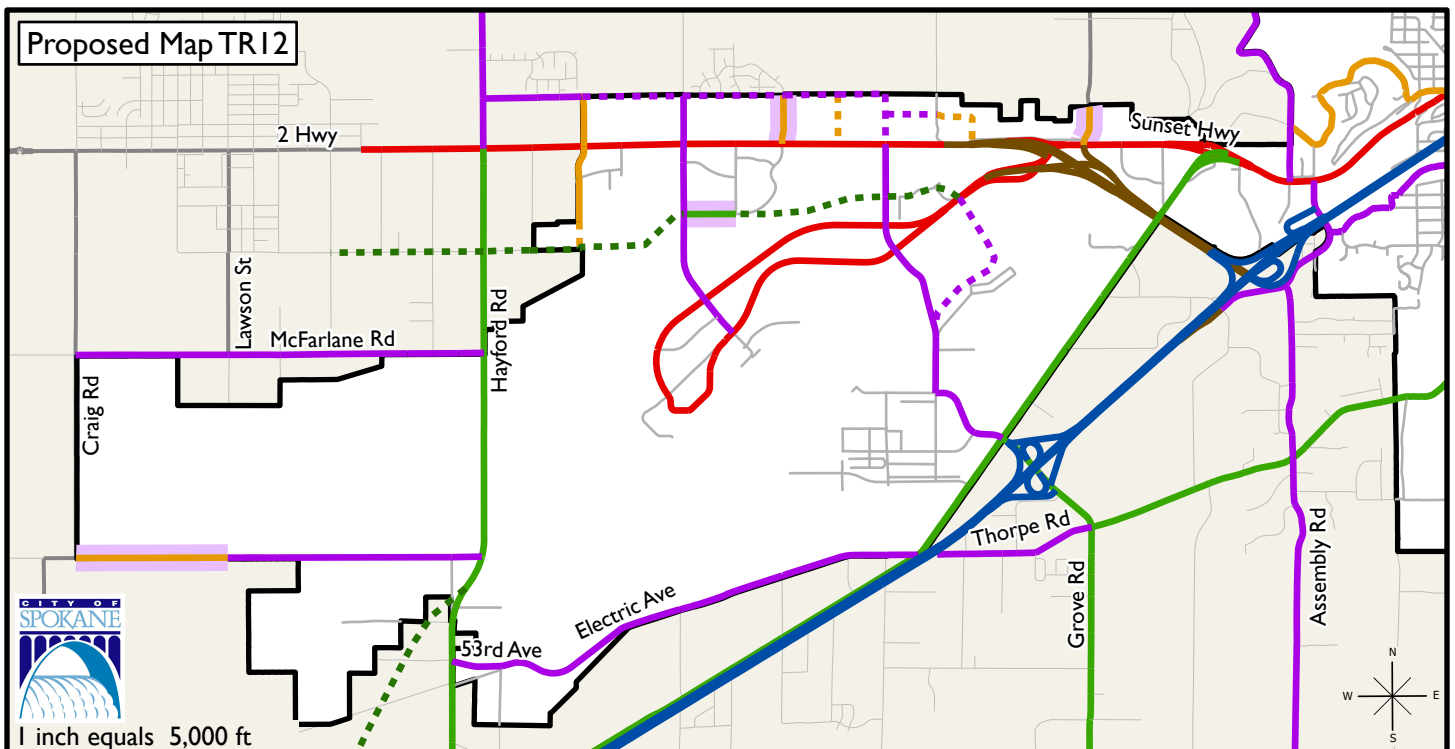 Proposed Map TR12
2 Hwy
Sunset Hwy
Lawson St
Hayford Rd
McFarlane Rd
Craig Rd
Thorpe Rd
Assembly Rd
Grove Rd
Electric Ave
53rd Ave
CITY OF
SPOKANE
N
W E
S
1 inch equals 5,000 ft